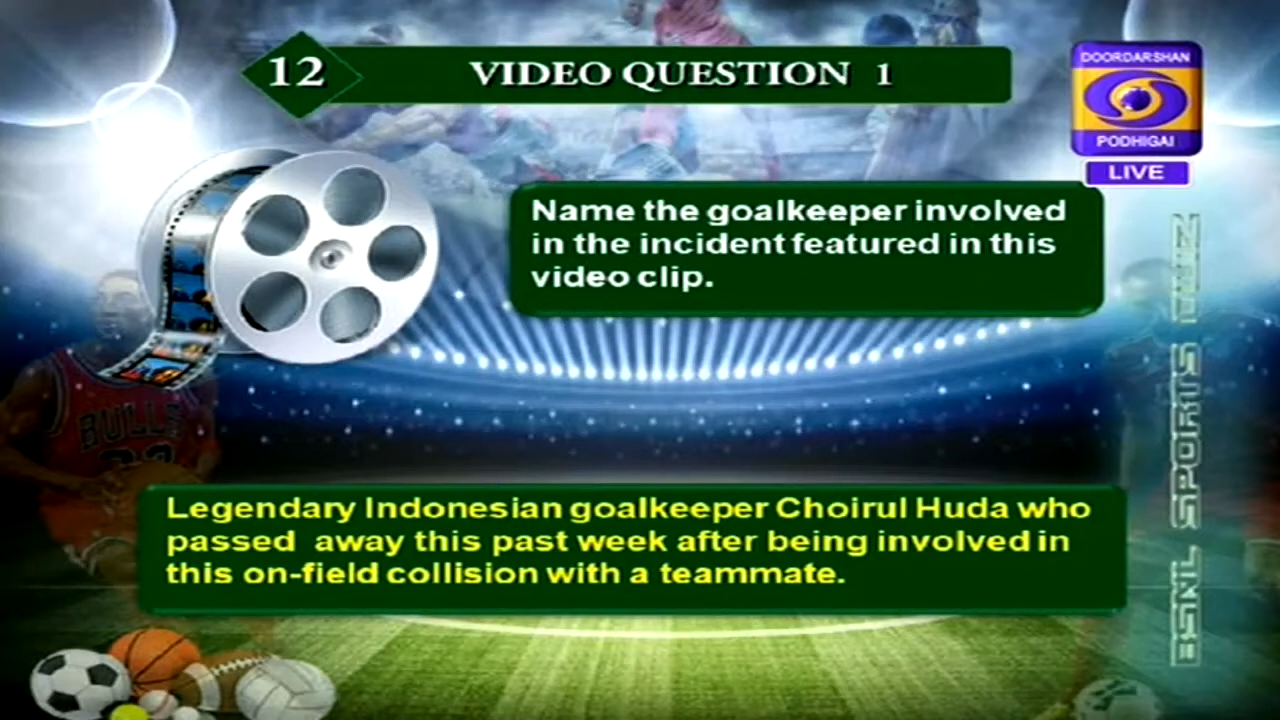 12
VIDEO QUESTION 1
DOORDARSHAN
PODHIGAI
LIVE
Name the goalkeeper involved
in the incident featured in this
video clip.
BULLS
Legendary Indonesian goalkeeper Choirul Huda who
passed away this past week after being involved in
this on-field collision with a teammate.
BSNL SPORTS QUIZ